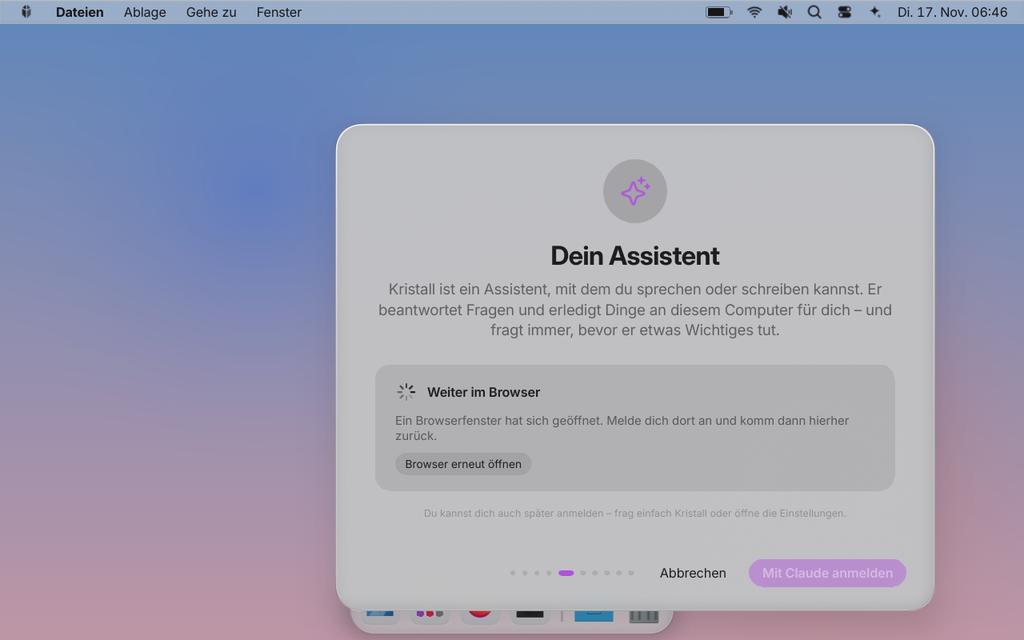 Dateien Ablage Gehe zu Fenster Di. 17. Nov. 06:46
Dein Assistent
Kristall ist ein Assistent, mit dem du sprechen oder schreiben kannst. Er
beantwortet Fragen und erledigt Dinge an diesem Computer für dich – und
fragt immer, bevor er etwas Wichtiges tut.
Weiter im Browser
Ein Browserfenster hat sich geöffnet. Melde dich dort an und komm dann hierher
zurück.
Browser erneut öffnen
Du kannst dich auch später anmelden – frag einfach Kristall oder öffne die Einstellungen.
Abbrechen Mit Claude anmelden